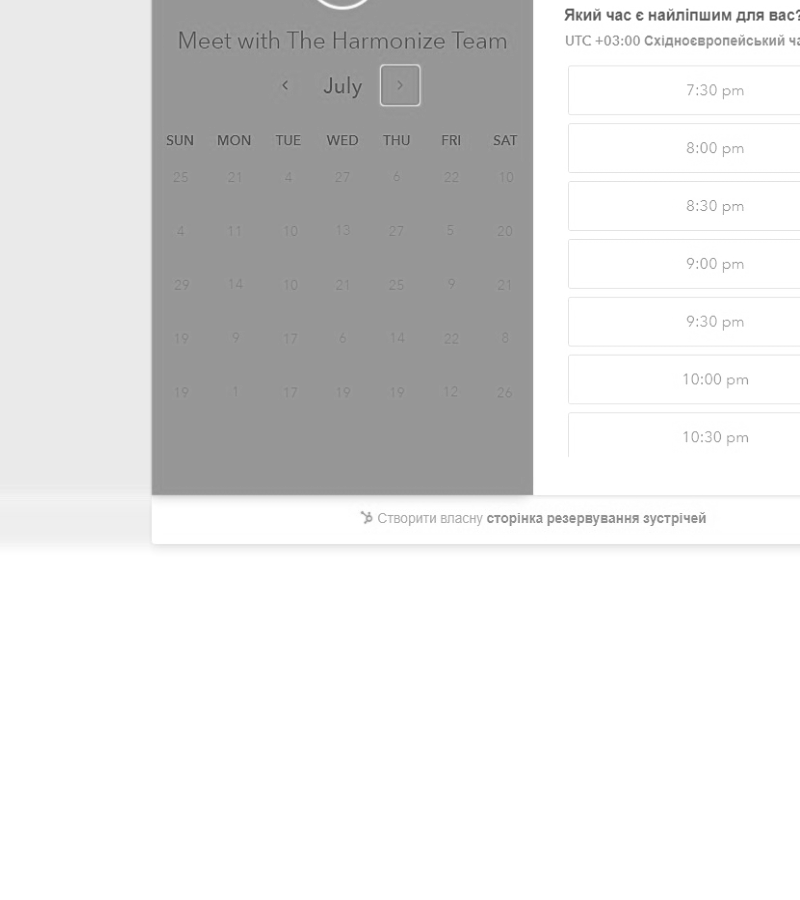 Meet with The Harmonize Team
July
SUN MON TUE WED THU FRI SAT
25 21 4 27 6 22 10
4 11 10 13 27 5 20
29 14 10 21 25 9 21
19 9 17 6 14 22 8
19 1 17 19 19 12 26
Який час є найліпшим для вас?
UTC +03:00 Східноєвропейський
7:30 pm
8:00 pm
8:30 pm
9:00 pm
9:30 pm
10:00 pm
10:30 pm
Створити власну сторінка резервування зустрічей